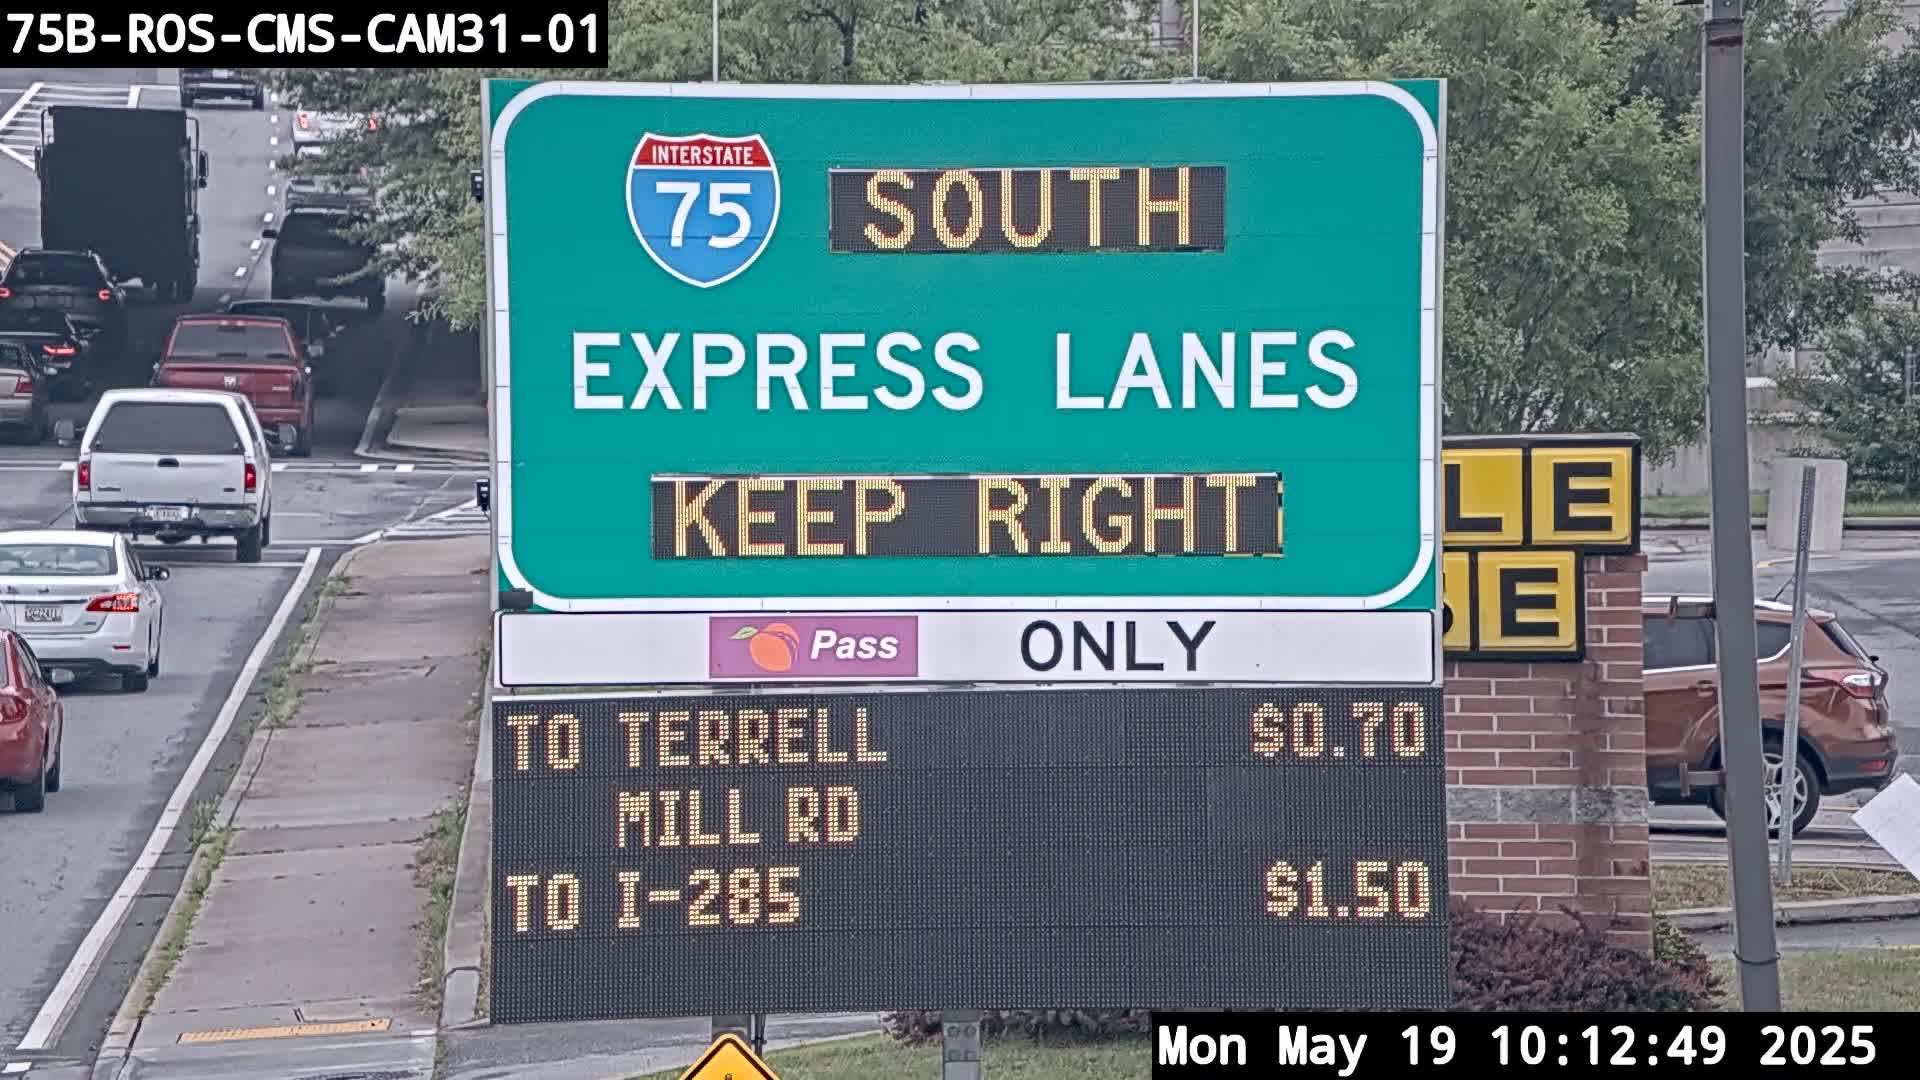 75B-ROS-CMS-CAM31-01
INTERSTATE
75
SOUTH
EXPRESS LANES
KEEP RIGHT
LE
E
Pass ONLY
TO TERRELL $0.70
MILL RD
TO I-285 $1.50
Mon May 19 10:12:49 2025